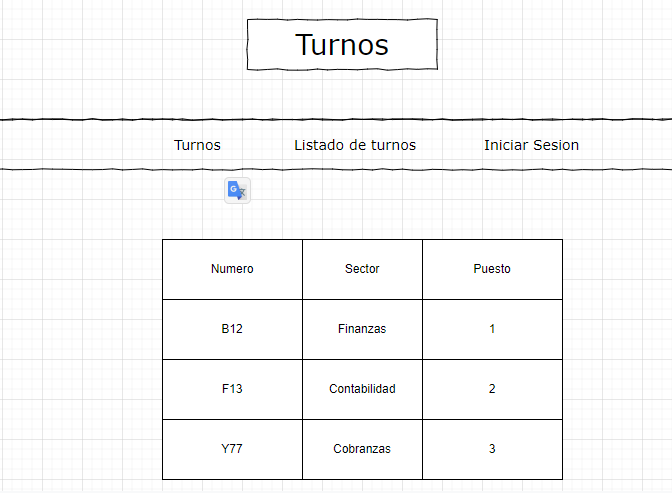 Turnos
Turnos Listado de turnos Iniciar Sesion
Numero Sector Puesto
B12 Finanzas 1
F13 Contabilidad 2
Y77 Cobranzas 3